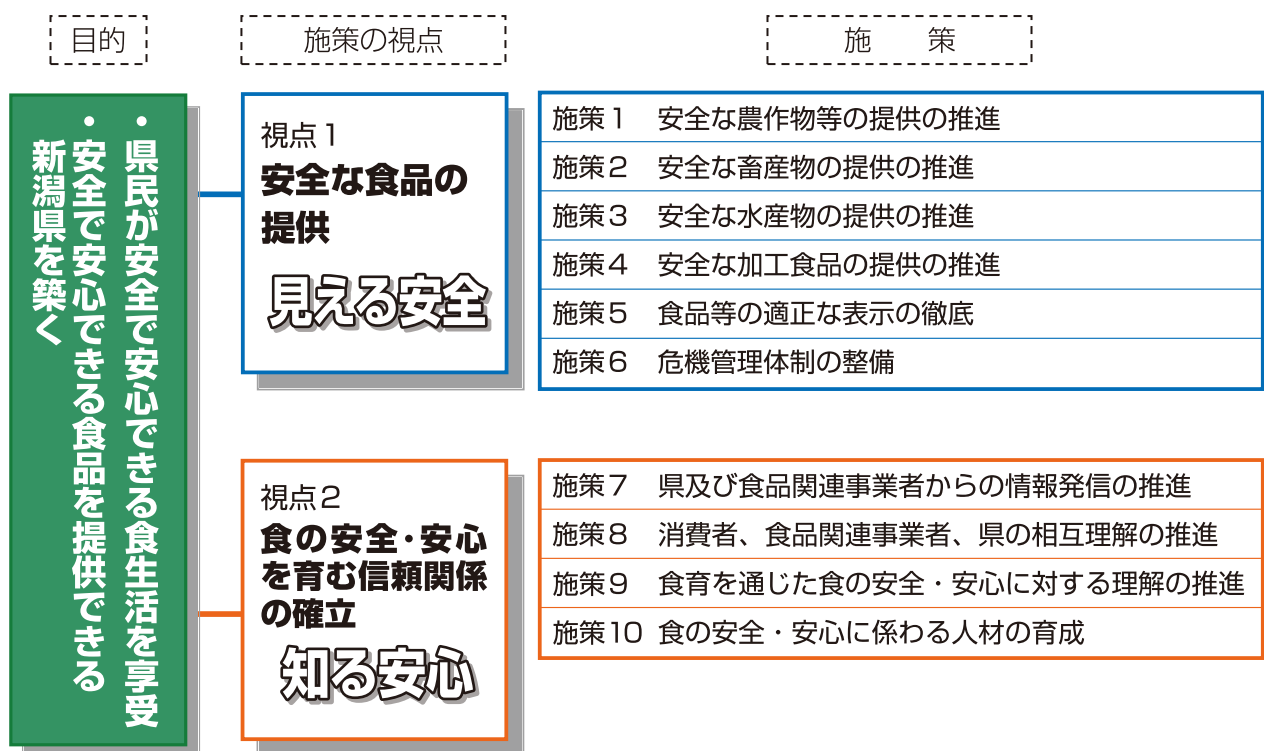 目的
施策の視点
施　策
・県民が安全で安心できる食生活を享受
・安全で安心できる食品を提供できる
新潟県を築く
視点1
安全な食品の
提供
見える安全
施策1　安全な農作物等の提供の推進
施策2　安全な畜産物の提供の推進
施策3　安全な水産物の提供の推進
施策4　安全な加工食品の提供の推進
施策5　食品等の適正な表示の徹底
施策6　危機管理体制の整備
視点2
食の安全・安心
を育む信頼関係
の確立
知る安心
施策7　県及び食品関連事業者からの情報発信の推進
施策8　消費者、食品関連事業者、県の相互理解の推進
施策9　食育を通じた食の安全・安心に対する理解の推進
施策10　食の安全・安心に係わる人材の育成